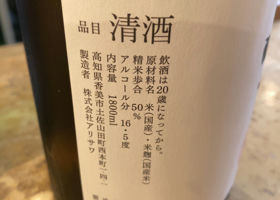 品目 清酒
飲酒は20歳になってから。
原材料名 米(国産)・米麹(国産米)
精米歩合 50%
アルコール分 16・5度
内容量 1800ml
高知県香美市土佐山田町西本町一四一
製造者 株式会社アリサワ